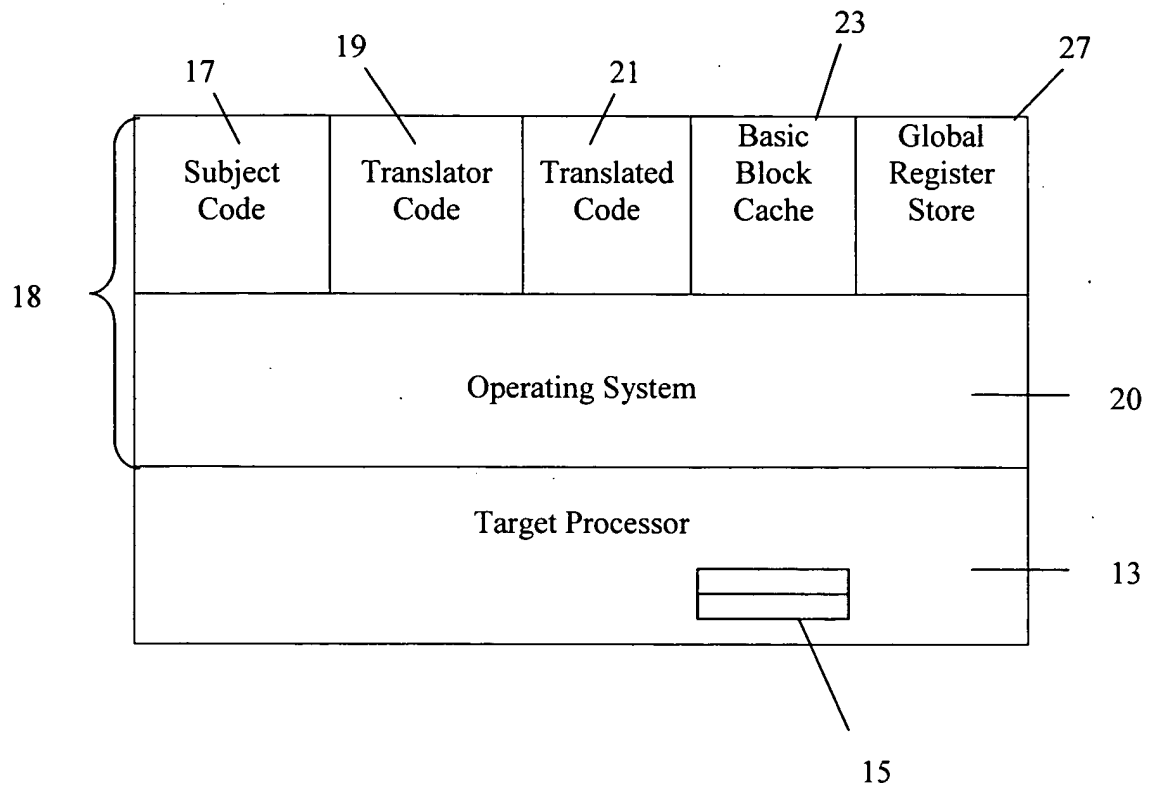 23
19
27
17
21
Subject
Code
Translator
Code
Translated
Code
Basic
Block
Cache
Global
Register
Store
18
Operating System
20
Target Processor
13
15